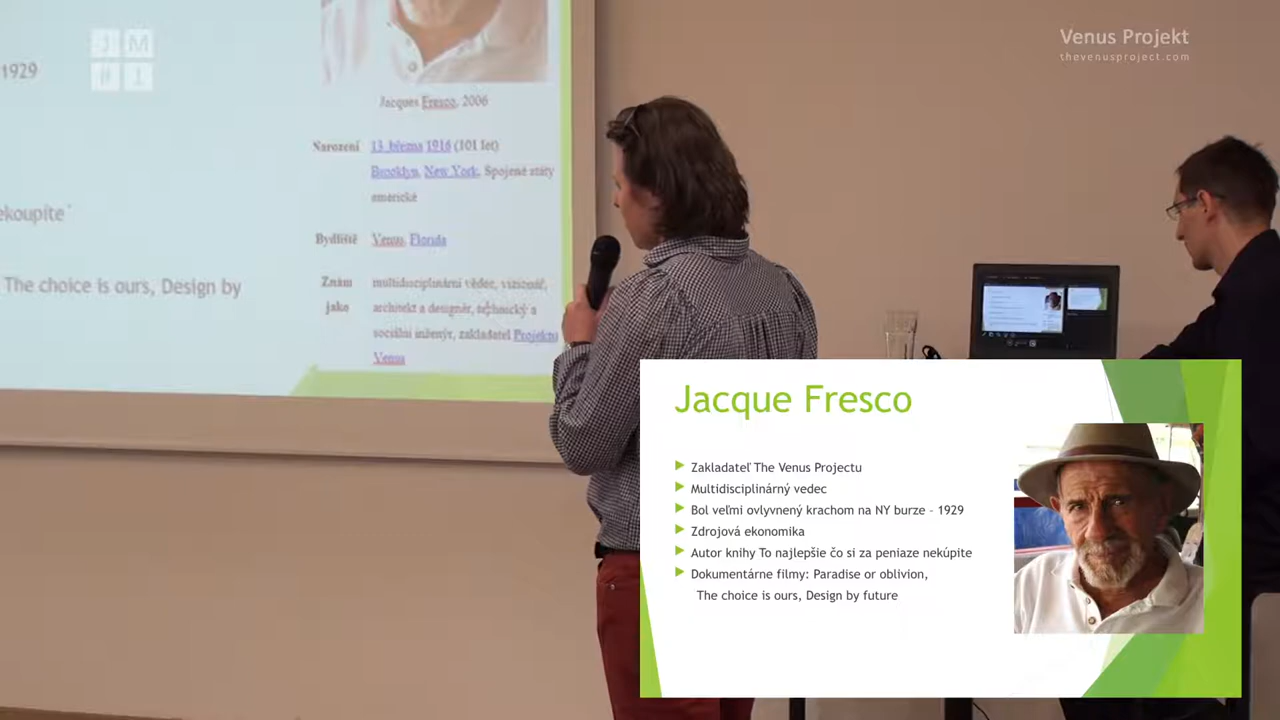 JM
HL
Venus Projekt
thevenusproject.com
1929
Jacques Fresco, 2006
Narození 13. března 1916 (101 let)
Brooklyn, New York, Spojené státy
americké
ekoupíte
Bydliště Venus, Florida
The choice is ours, Design by
Znám jako multidisciplinární vědec, vizionář,
architekt a designér, technický a
sociální inženýr, zakladatel Projektu
Venus
Jacque Fresco
Zakladateľ The Venus Projectu
Multidisciplinárný vedec
Bol veľmi ovlyvnený krachom na NY burze - 1929
Zdrojová ekonomika
Autor knihy To najlepšie čo si za peniaze nekúpite
Dokumentárne filmy: Paradise or oblivion,
The choice is ours, Design by future